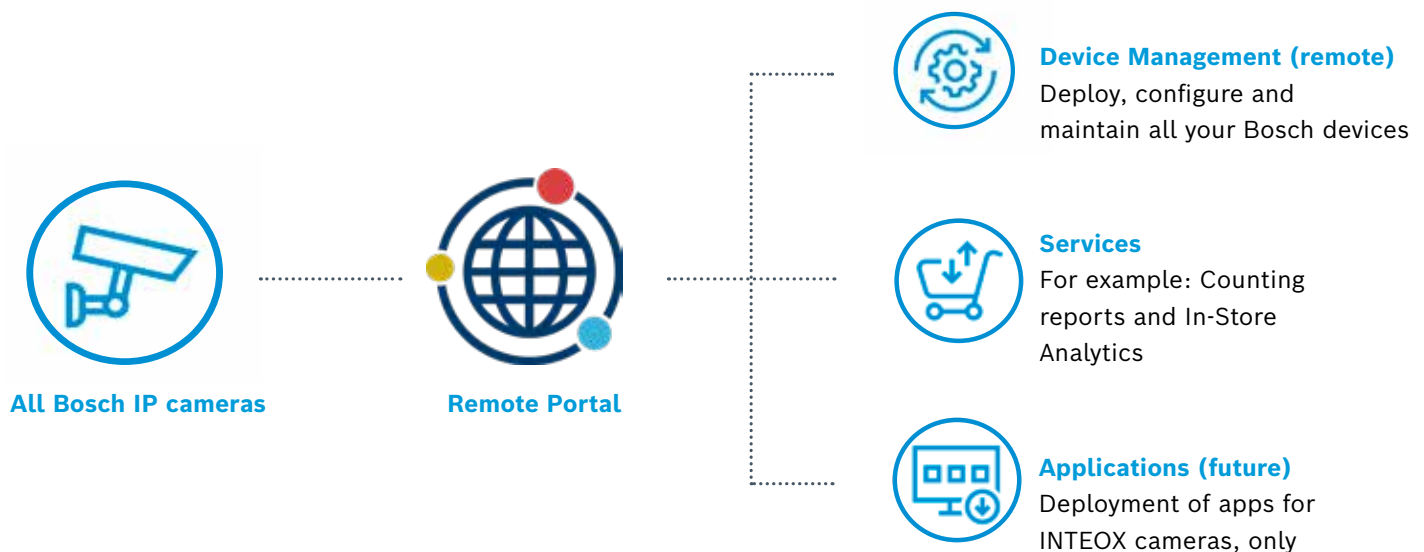 All Bosch IP cameras
Remote Portal
Device Management (remote)
Deploy, configure and
maintain all your Bosch devices
Services
For example: Counting
reports and In-Store
Analytics
Applications (future)
Deployment of apps for
INTEOX cameras, only